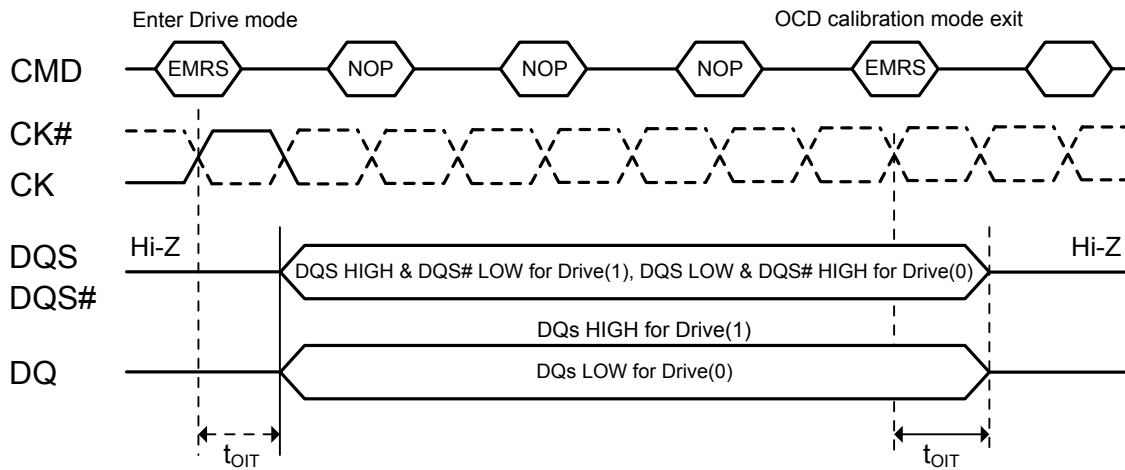 Enter Drive mode OCD calibration mode exit
CMD EMRS NOP NOP NOP EMRS
CK#
CK
DQS Hi-Z DQS HIGH & DQS# LOW for Drive(1), DQS LOW & DQS# HIGH for Drive(0) Hi-Z
DQS#
DQs HIGH for Drive(1)
DQ DQs LOW for Drive(0)
tOIT tOIT